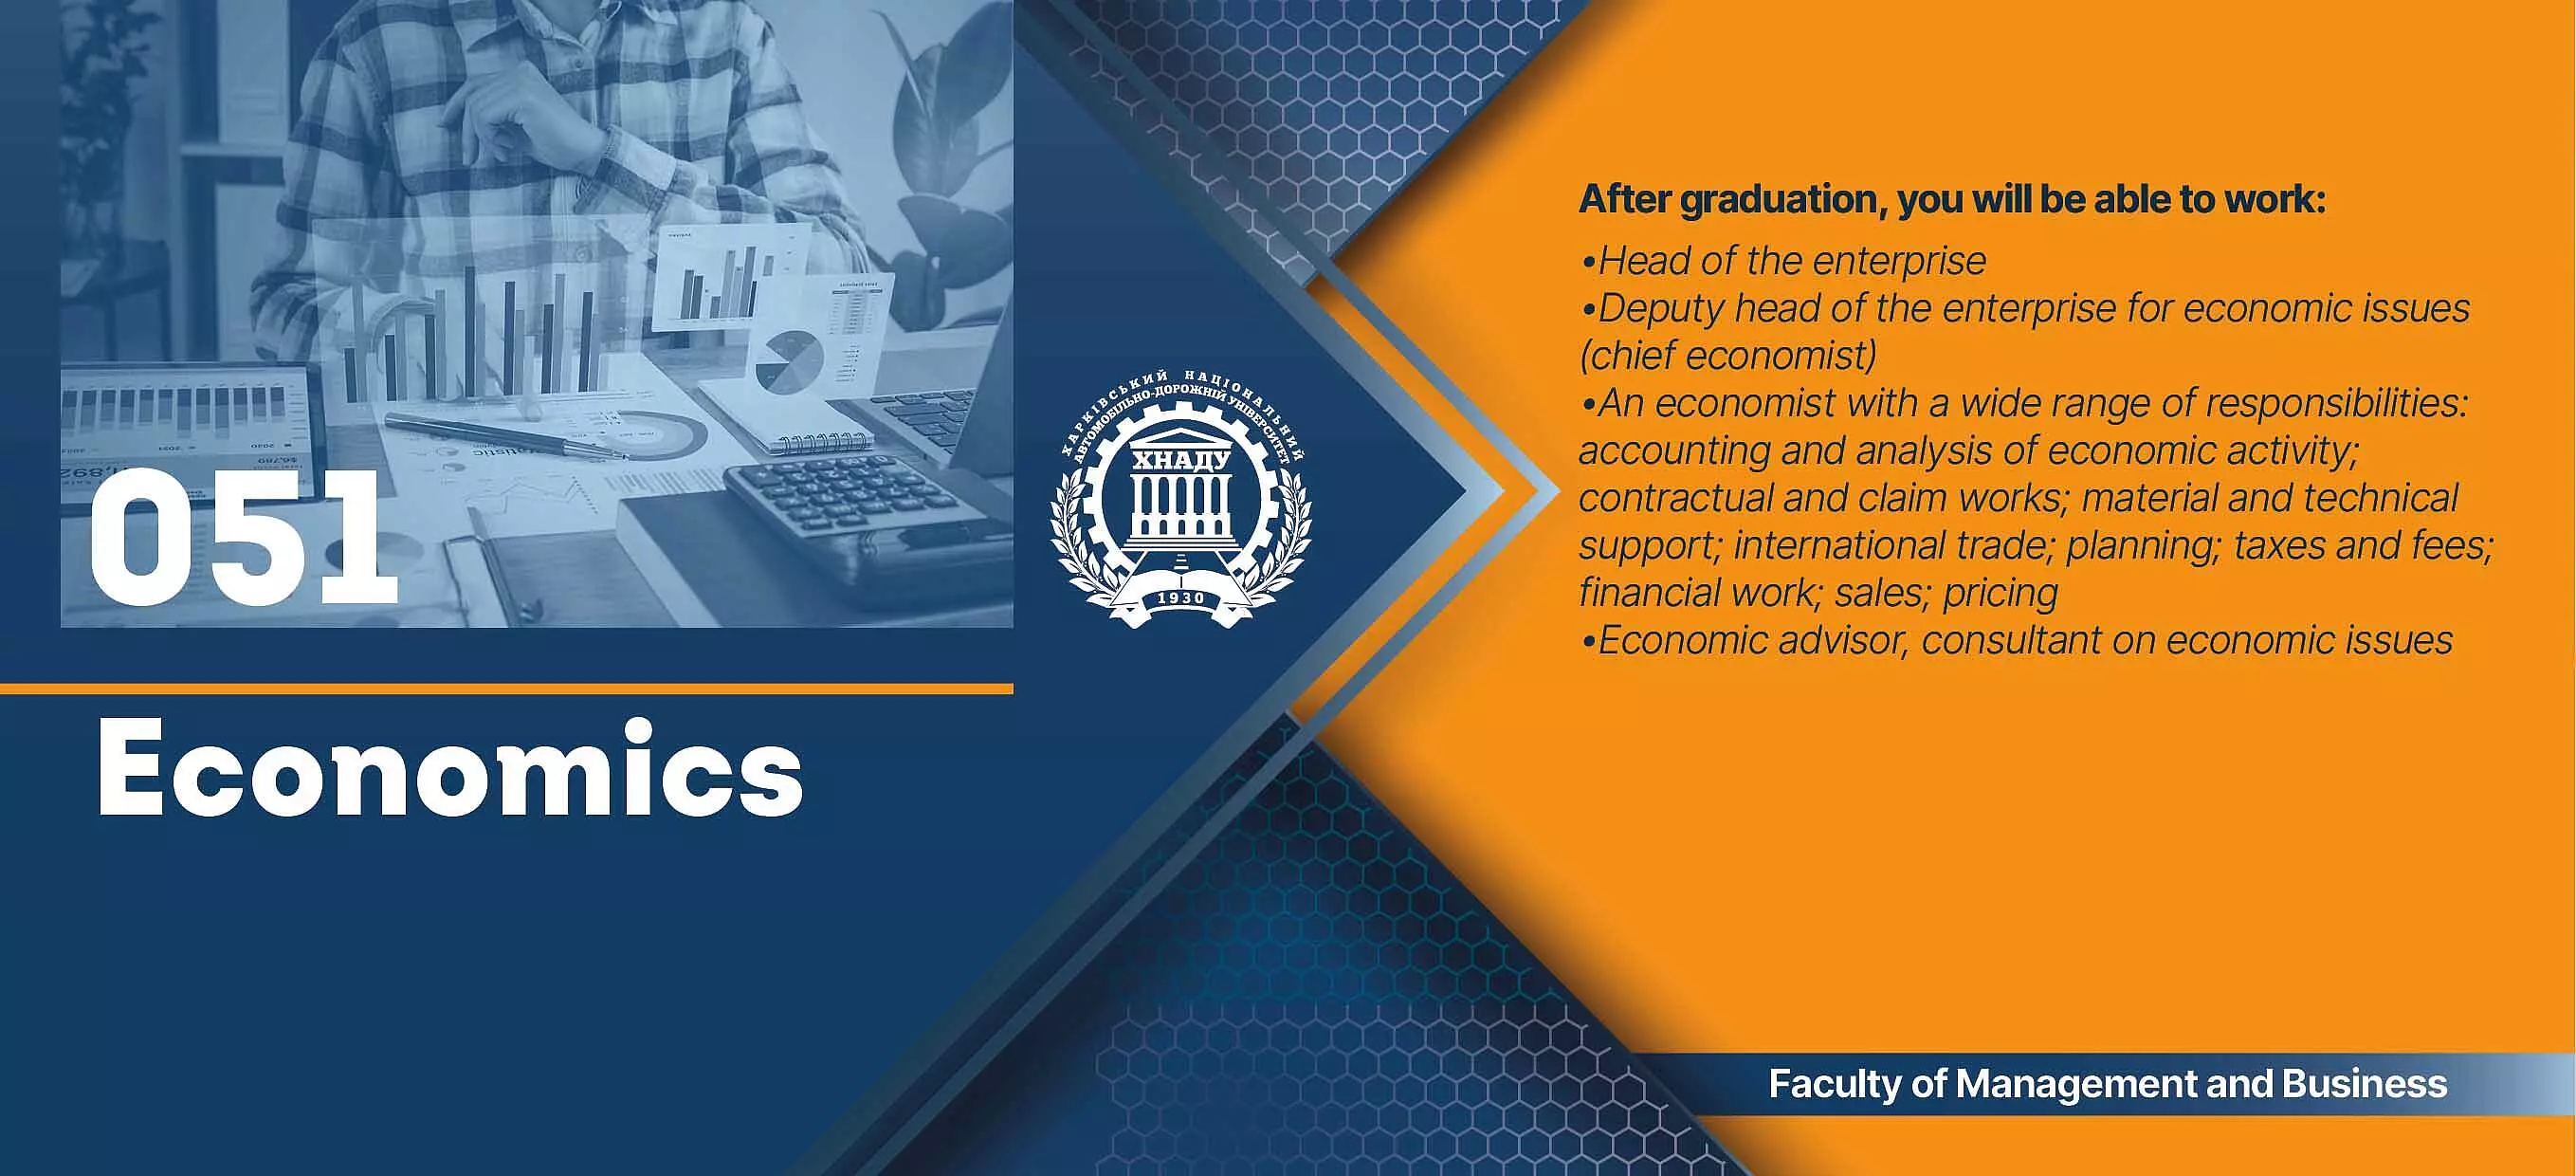 051
Economics
ХАРКІВСЬКИЙ НАЦІОНАЛЬНИЙ
АВТОМОБІЛЬНО-ДОРОЖНІЙ УНІВЕРСИТЕТ
ХНАДУ
1930
After graduation, you will be able to work:
•Head of the enterprise
•Deputy head of the enterprise for economic issues
(chief economist)
•An economist with a wide range of responsibilities:
accounting and analysis of economic activity;
contractual and claim works; material and technical
support; international trade; planning; taxes and fees;
financial work; sales; pricing
•Economic advisor, consultant on economic issues
Faculty of Management and Business